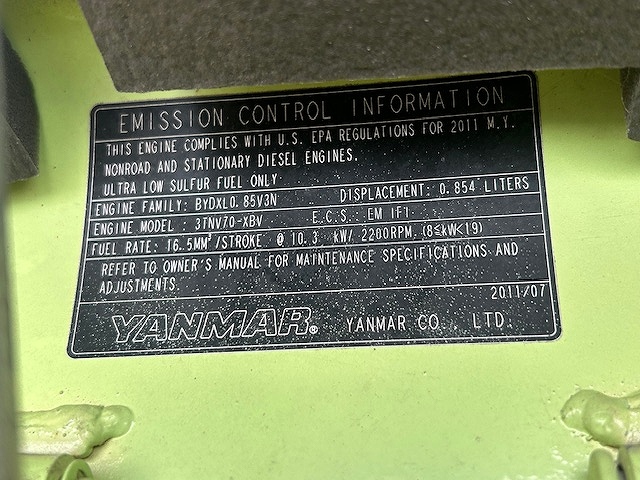 EMISSION CONTROL INFORMATION
THIS ENGINE COMPLIES WITH U.S. EPA REGULATIONS FOR 2011 M.Y.
NONROAD AND STATIONARY DIESEL ENGINES.
ULTRA LOW SULFUR FUEL ONLY
ENGINE FAMILY: BYDXL0.85V3N DISPLACEMENT: 0.854 LITERS
ENGINE MODEL: 3TNV70-XBV E.C.S.: EM IFI
FUEL RATE: 16.5MM³/STROKE @ 10.3 kW/ 2200RPM. (8≦kW<19)
REFER TO OWNER'S MANUAL FOR MAINTENANCE SPECIFICATIONS AND
ADJUSTMENTS.
2011/07
YANMAR® YANMAR CO., LTD.